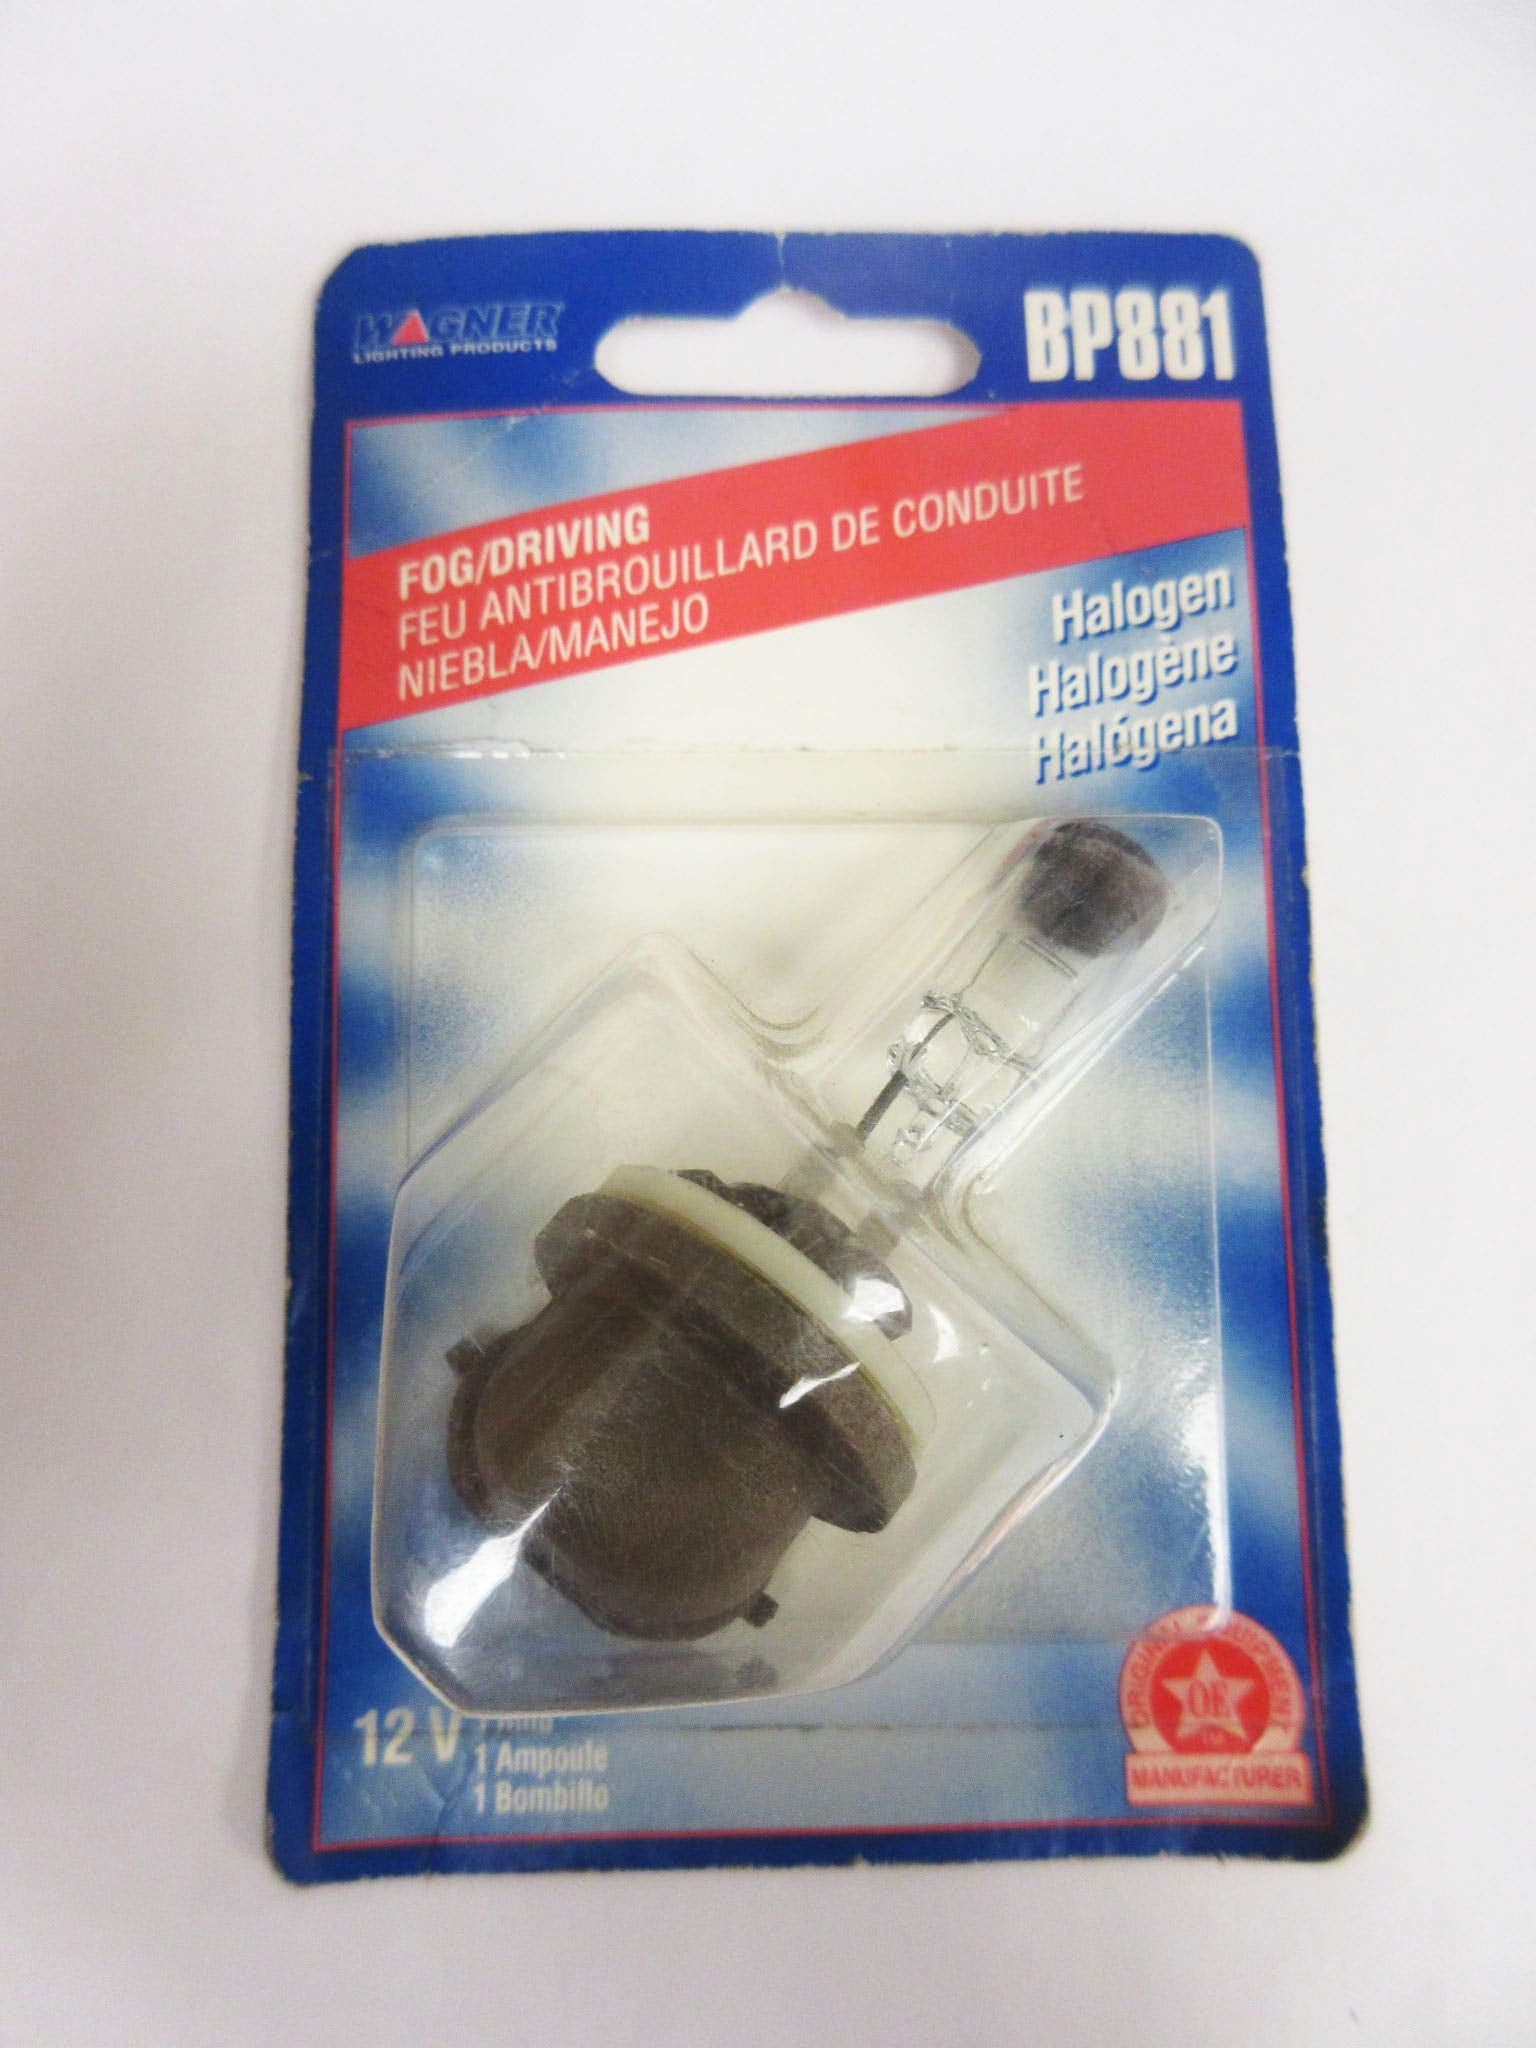 WAGNER
LIGHTING PRODUCTS
BP881
FOG/DRIVING
FEU ANTIBROUILLARD DE CONDUITE
NIEBLA/MANEJO
Halogen
Halogène
Halógena
12 V
1 Ampoule
1 Bombillo
ORIGINAL EQUIPMENT
OE
TM
MANUFACTURER